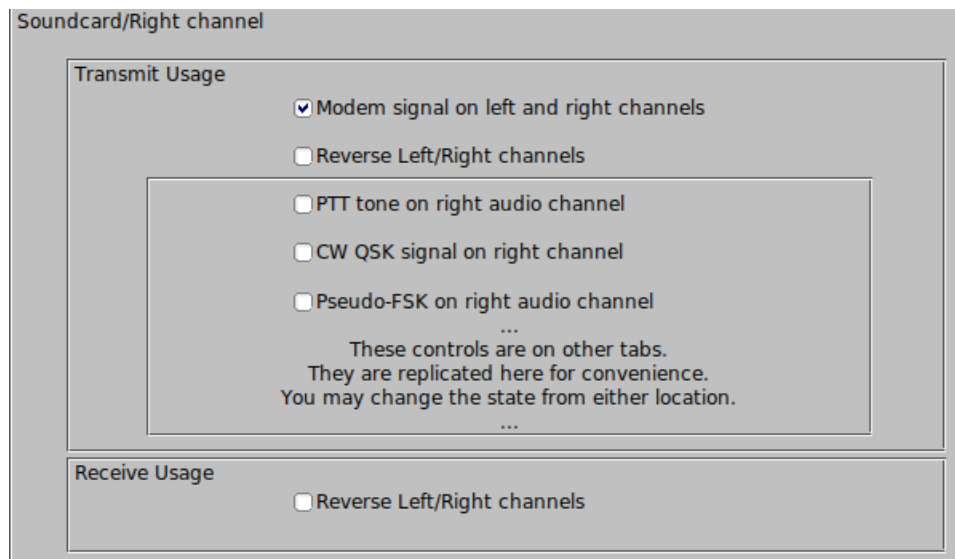 Soundcard/Right channel
Transmit Usage
Modem signal on left and right channels
Reverse Left/Right channels
PTT tone on right audio channel
CW QSK signal on right channel
Pseudo-FSK on right audio channel
...
These controls are on other tabs.
They are replicated here for convenience.
You may change the state from either location.
...
Receive Usage
Reverse Left/Right channels